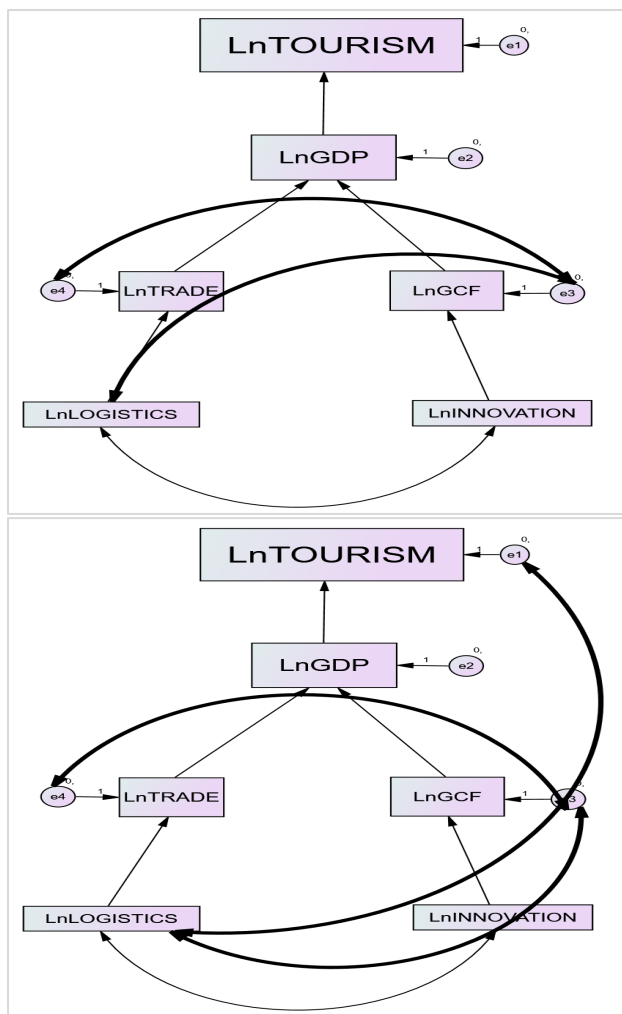 LnTOURISM
1
e1
0,
LnGDP
1
e2
0,
e4
0,
1
LnTRADE
LnGCF
1
e3
0,
LnLOGISTICS
LnINNOVATION
LnTOURISM
1
e1
0,
LnGDP
1
e2
0,
e4
0,
1
LnTRADE
LnGCF
1
LnLOGISTICS
LnINNOVATION